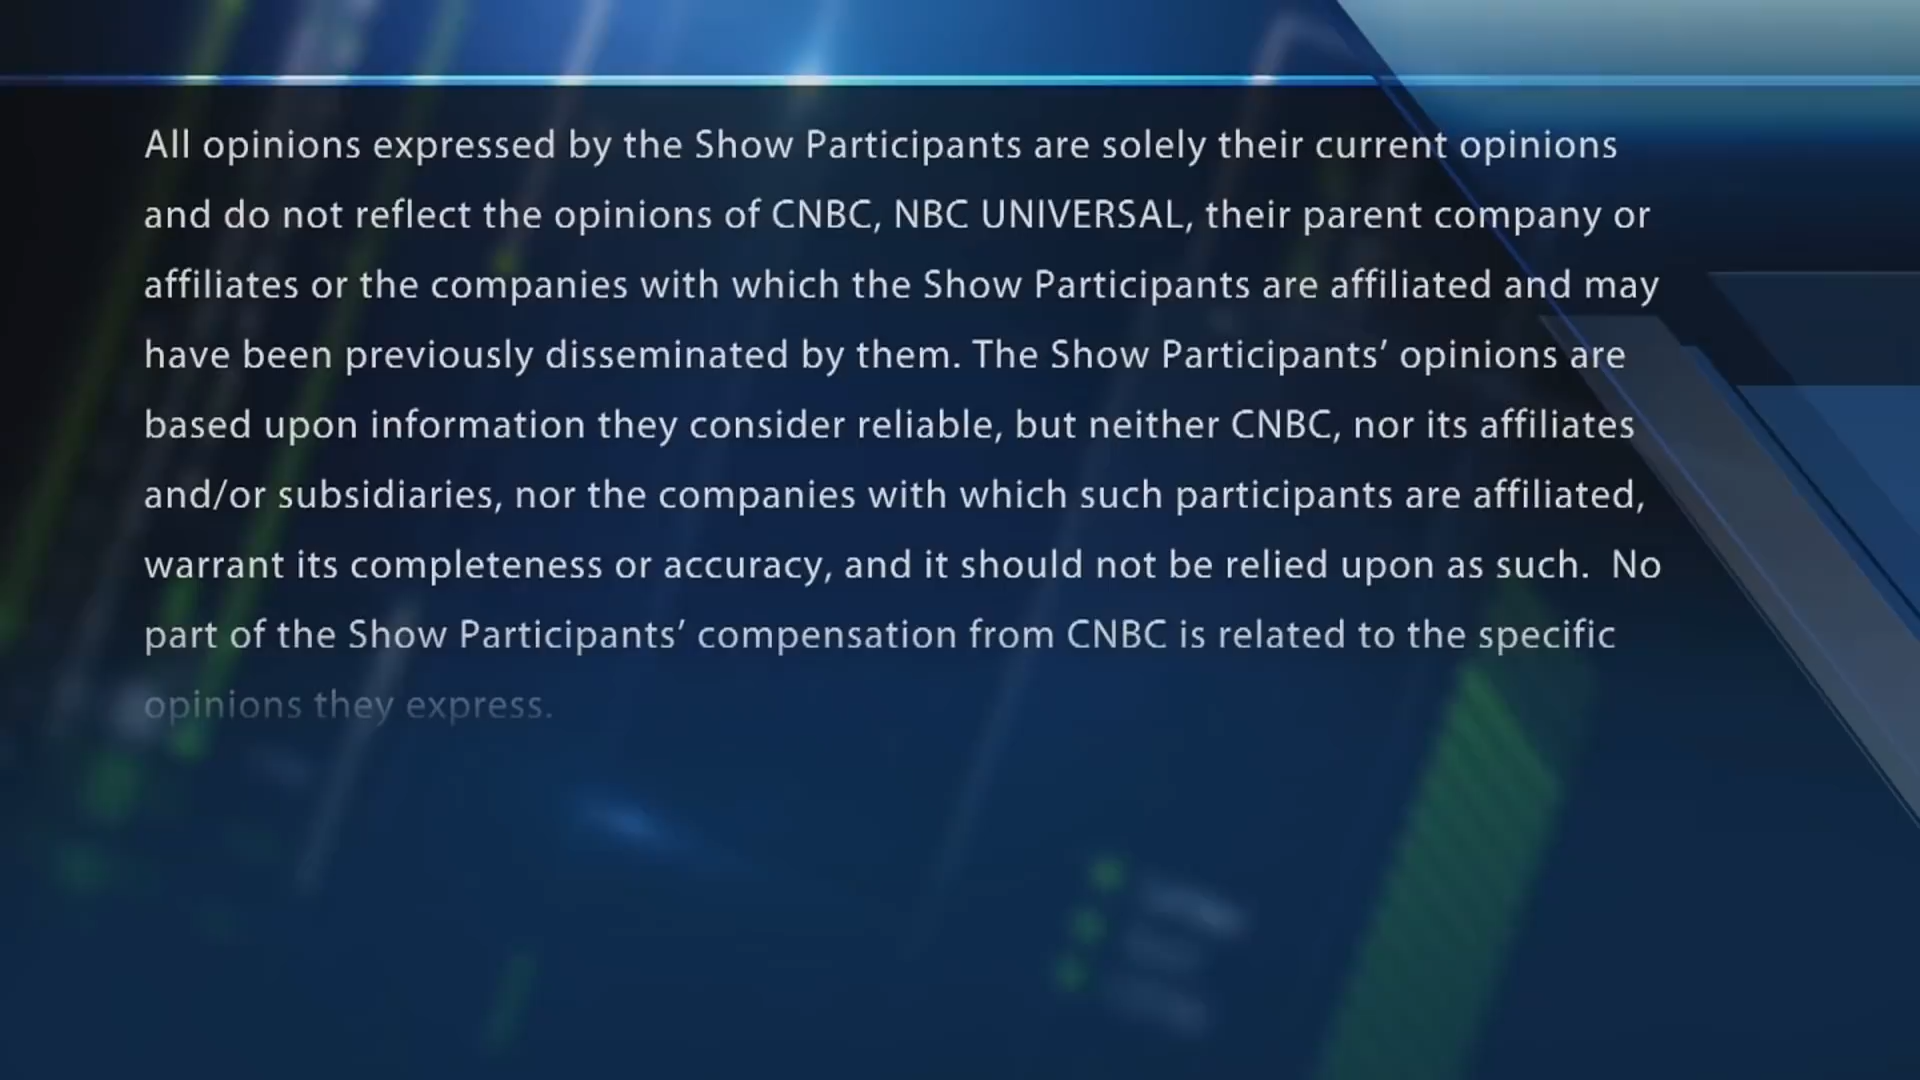 All opinions expressed by the Show Participants are solely their current opinions
and do not reflect the opinions of CNBC, NBC UNIVERSAL, their parent company or
affiliates or the companies with which the Show Participants are affiliated and may
have been previously disseminated by them. The Show Participants’ opinions are
based upon information they consider reliable, but neither CNBC, nor its affiliates
and/or subsidiaries, nor the companies with which such participants are affiliated,
warrant its completeness or accuracy, and it should not be relied upon as such.  No
part of the Show Participants’ compensation from CNBC is related to the specific
opinions they express.